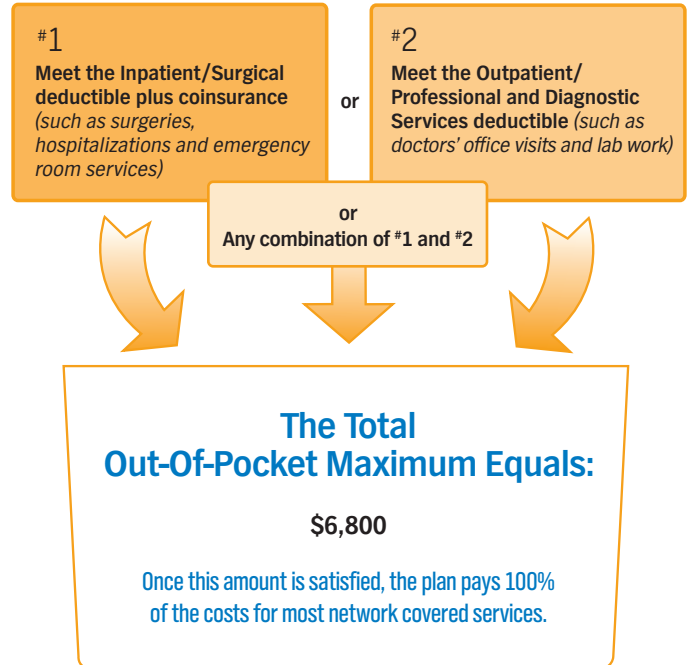 #1
Meet the Inpatient/Surgical
deductible plus coinsurance
(such as surgeries,
hospitalizations and emergency
room services)
or
#2
Meet the Outpatient/
Professional and Diagnostic
Services deductible (such as
doctors’ office visits and lab work)
or
Any combination of #1 and #2
The Total
Out-Of-Pocket Maximum Equals:
$6,800
Once this amount is satisfied, the plan pays 100%
of the costs for most network covered services.